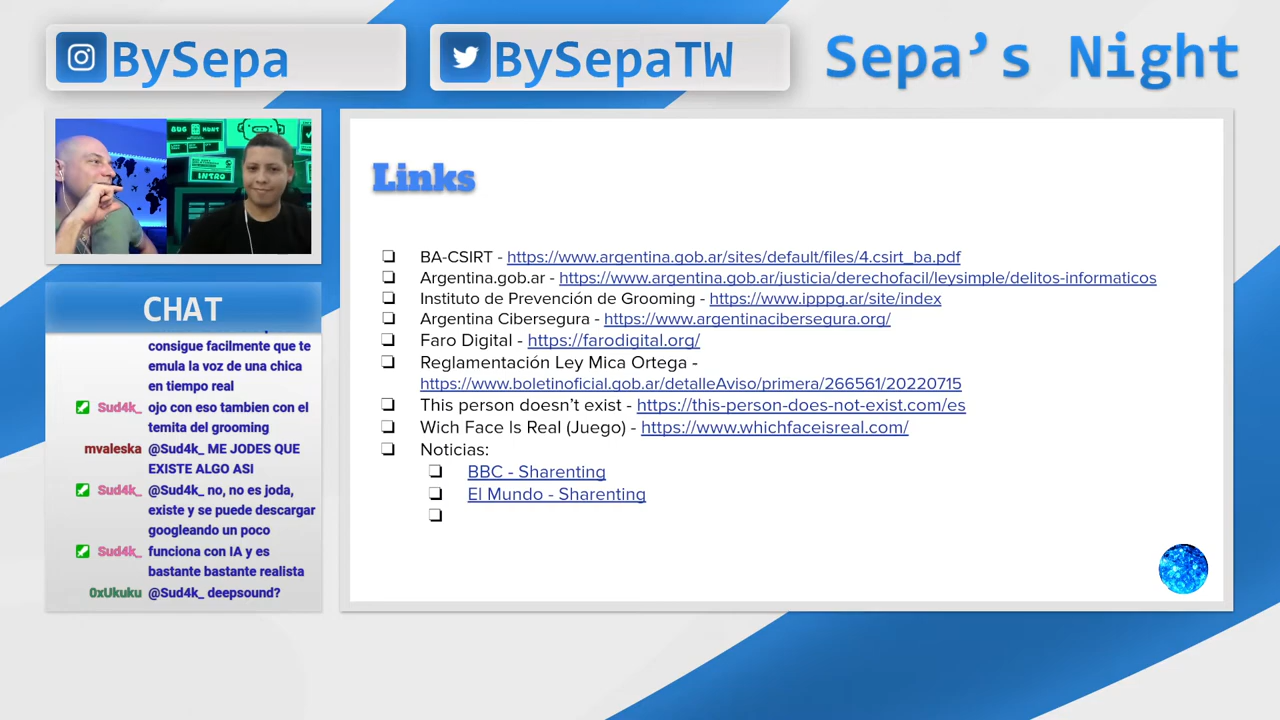 BySepa
BySepaTW
Sepa's Night
BUG HUNT
INTRO
CHAT
consigue facilmente que te
emula la voz de una chica
en tiempo real
Sud4k_ ojo con eso tambien con el
temita del grooming
mvaleska @Sud4k_ ME JODES QUE
EXISTE ALGO ASI
Sud4k_ @Sud4k_ no, no es joda,
existe y se puede descargar
googleando un poco
Sud4k_ funciona con IA y es
bastante bastante realista
0xUkuku @Sud4k_ deepsound?
Links
❏ BA-CSIRT - https://www.argentina.gob.ar/sites/default/files/4.csirt_ba.pdf
❏ Argentina.gob.ar - https://www.argentina.gob.ar/justicia/derechofacil/leysimple/delitos-informaticos
❏ Instituto de Prevención de Grooming - https://www.ipppg.ar/site/index
❏ Argentina Cibersegura - https://www.argentinacibersegura.org/
❏ Faro Digital - https://farodigital.org/
❏ Reglamentación Ley Mica Ortega -
https://www.boletinoficial.gob.ar/detalleAviso/primera/266561/20220715
❏ This person doesn't exist - https://this-person-does-not-exist.com/es
❏ Wich Face Is Real (Juego) - https://www.whichfaceisreal.com/
❏ Noticias:
❏ BBC - Sharenting
❏ El Mundo - Sharenting
❏